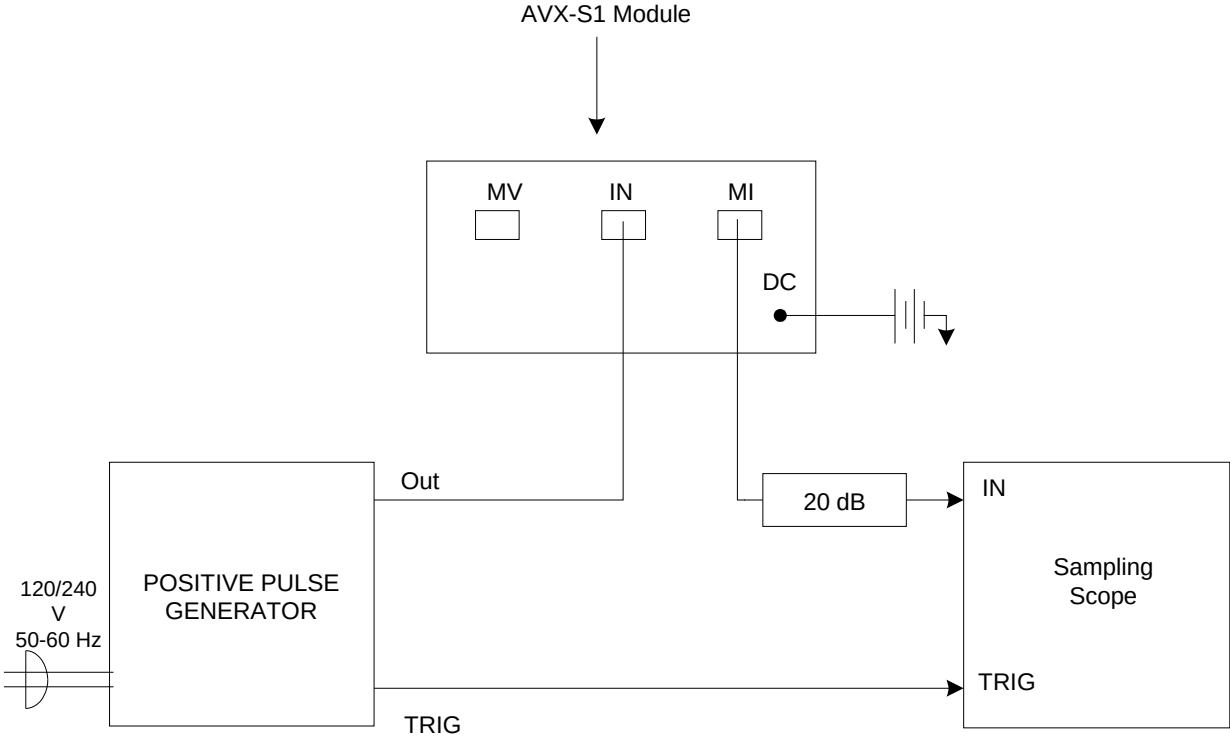 AVX-S1 Module
MV
IN
MI
DC
Out
20 dB
IN
120/240
V
50-60 Hz
POSITIVE PULSE
GENERATOR
Sampling
Scope
TRIG
TRIG